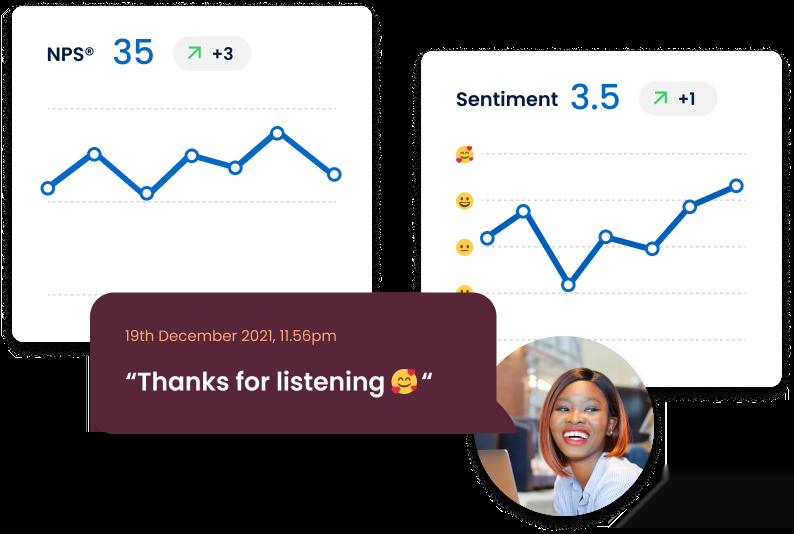 NPS® 35 +3
Sentiment 3.5 +1
19th December 2021, 11.56pm
“Thanks for listening 🥰 “